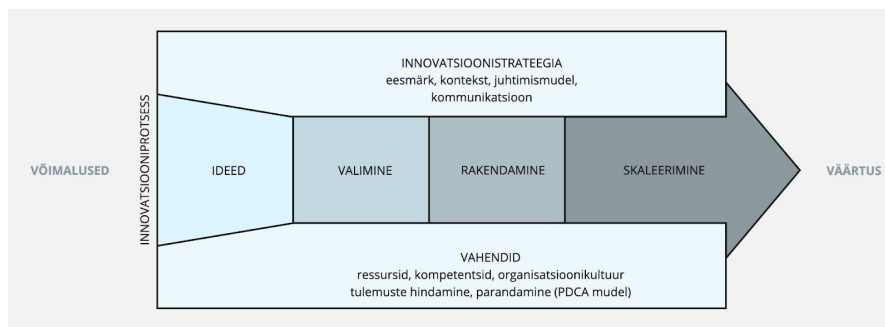 INNOVATSIOONISTRATEEGIA
eesmärk, kontekst, juhtimismudel,
kommunikatsioon
VÕIMALUSED
INNOVATSIOONIPROTSESS
IDEED
VALIMINE
RAKENDAMINE
SKALEERIMINE
VÄÄRTUS
VAHENDID
ressursid, kompetentsid, organisatsioonikultuur
tulemuste hindamine, parandamine (PDCA mudel)